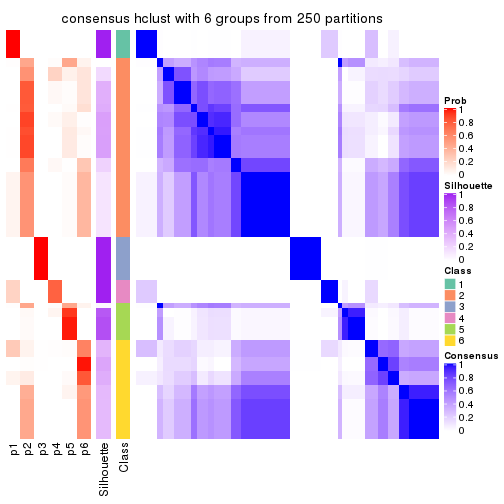 consensus hclust with 6 groups from 250 partitions
p1
p2
p3
p4
p5
p6
Silhouette
Class
Prob
1
0.8
0.6
0.4
0.2
0
Silhouette
1
0.8
0.6
0.4
0.2
0
Class
1
2
3
4
5
6
Consensus
1
0.8
0.6
0.4
0.2
0